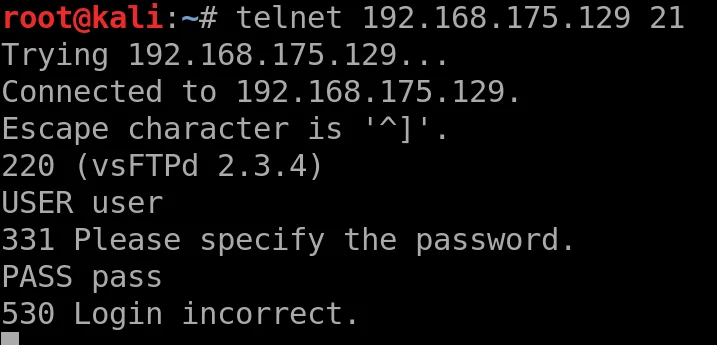 root@kali:~# telnet 192.168.175.129 21
Trying 192.168.175.129...
Connected to 192.168.175.129.
Escape character is '^]'.
220 (vsFTPd 2.3.4)
USER user
331 Please specify the password.
PASS pass
530 Login incorrect.